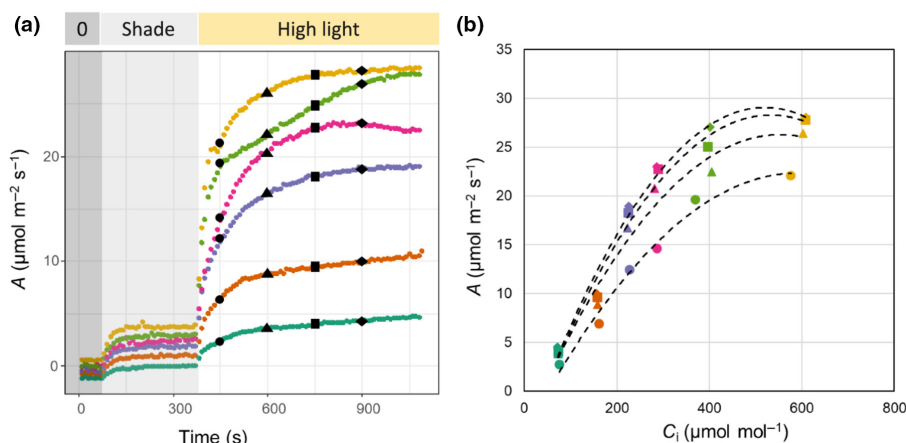 (a)
0 Shade High light
A (μmol m⁻² s⁻¹)
20
10
0
0 300 600 900
Time (s)
(b)
A (μmol m⁻² s⁻¹)
35
30
25
20
15
10
5
0
0 200 400 600 800
Cᵢ (μmol mol⁻¹)